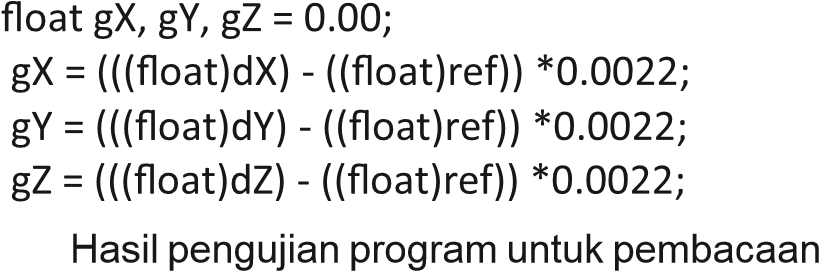 float gX, gY, gZ = 0.00;
gX = (((float)dX) - ((float)ref)) *0.0022;
gY = (((float)dY) - ((float)ref)) *0.0022;
gZ = (((float)dZ) - ((float)ref)) *0.0022;
Hasil pengujian program untuk pembacaan